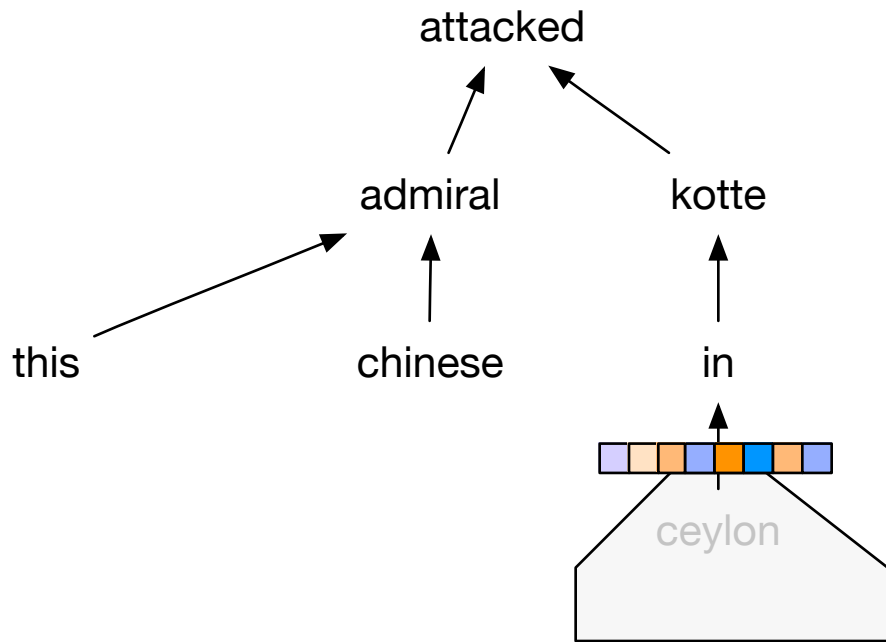 attacked
admiral kotte
this chinese in
ceylon